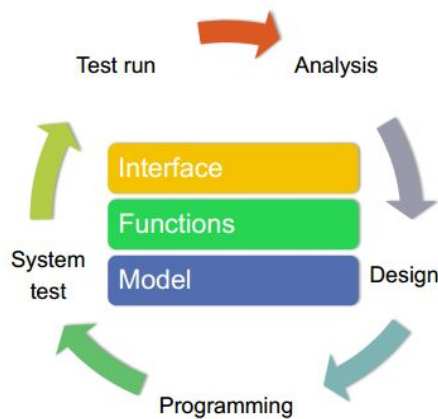 Test run
Analysis
Interface
Functions
Model
System
test
Design
Programming